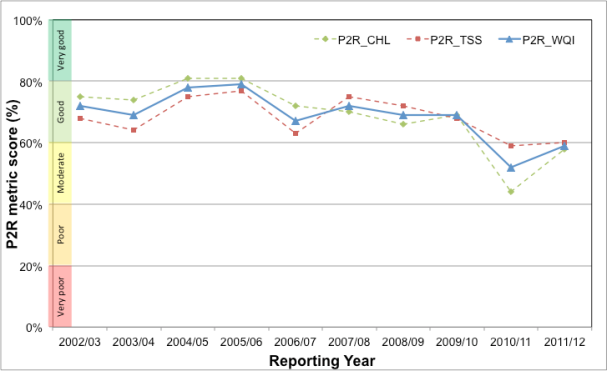 100%
80%
60%
40%
20%
0%
P2R metric score (%)
Very good
Good
Moderate
Poor
Very poor
P2R_CHL P2R_TSS P2R_WQI
2002/03 2003/04 2004/05 2005/06 2006/07 2007/08 2008/09 2009/10 2010/11 2011/12
Reporting Year